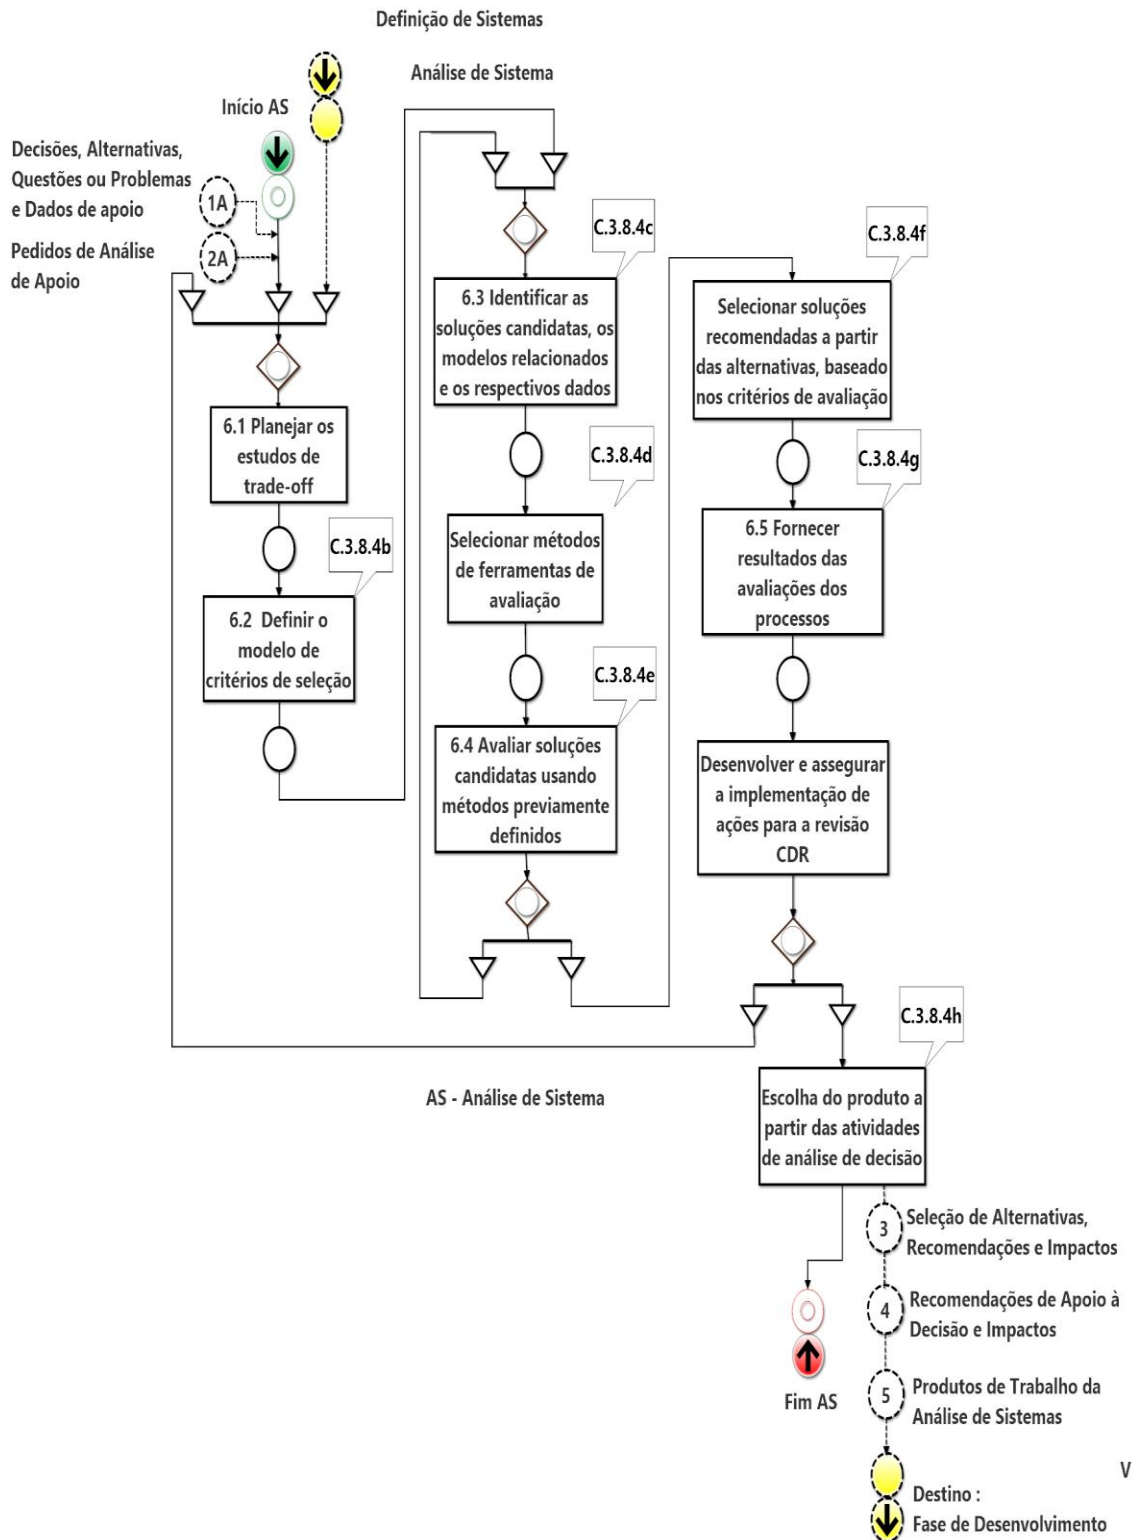 Definição de Sistemas
Análise de Sistema
Início AS
Decisões, Alternativas,
Questões ou Problemas
e Dados de apoio
1A
Pedidos de Análise
de Apoio
2A
6.1 Planejar os
estudos de
trade-off
C.3.8.4b
6.2 Definir o
modelo de
critérios de seleção
C.3.8.4c
6.3 Identificar as
soluções candidatas, os
modelos relacionados
e os respectivos dados
C.3.8.4d
Selecionar métodos
de ferramentas de
avaliação
C.3.8.4e
6.4 Avaliar soluções
candidatas usando
métodos previamente
definidos
C.3.8.4f
Selecionar soluções
recomendadas a partir
das alternativas, baseado
nos critérios de avaliação
C.3.8.4g
6.5 Fornecer
resultados das
avaliações dos
processos
Desenvolver e assegurar
a implementação de
ações para a revisão
CDR
C.3.8.4h
AS - Análise de Sistema
Escolha do produto a
partir das atividades
de análise de decisão
3
Seleção de Alternativas,
Recomendações e Impactos
4
Recomendações de Apoio à
Decisão e Impactos
5
Produtos de Trabalho da
Análise de Sistemas
Fim AS
V
Destino :
Fase de Desenvolvimento